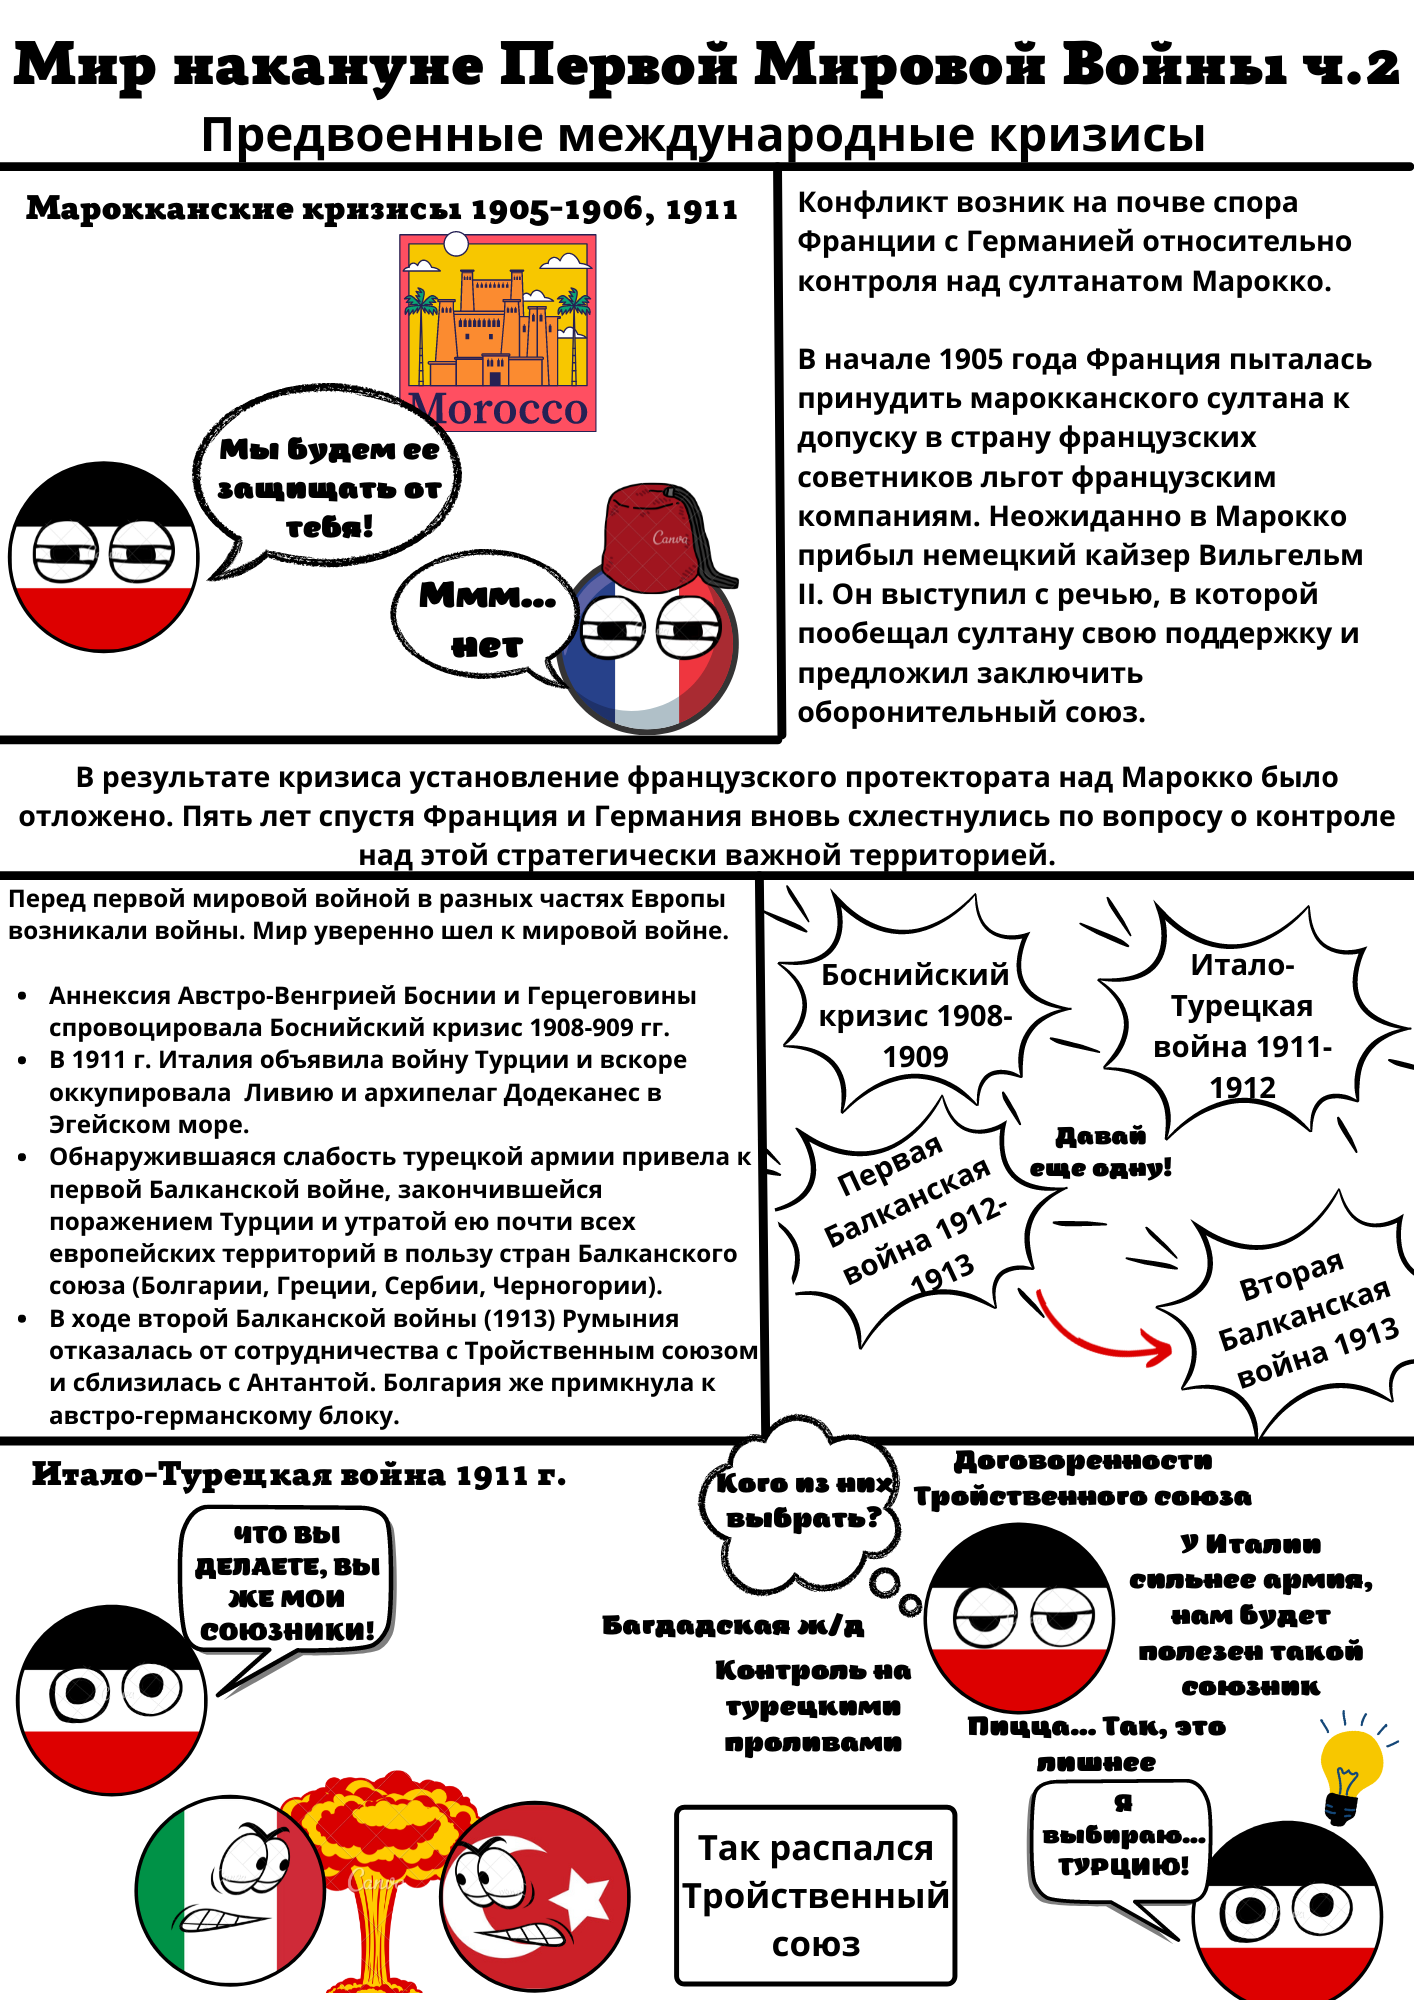 Мир накануне Первой Мировой Войны ч.2
Предвоенные международные кризисы
Марокканские кризисы 1905-1906, 1911
Morocco
Мы будем ее
защищать от
тебя!
Canva
Ммм...
нет
Конфликт возник на почве спора
Франции с Германией относительно
контроля над султанатом Марокко.
В начале 1905 года Франция пыталась
принудить марокканского султана к
допуску в страну французских
советников льгот французским
компаниям. Неожиданно в Марокко
прибыл немецкий кайзер Вильгельм
II. Он выступил с речью, в которой
пообещал султану свою поддержку и
предложил заключить
оборонительный союз.
В результате кризиса установление французского протектората над Марокко было
отложено. Пять лет спустя Франция и Германия вновь схлестнулись по вопросу о контроле
над этой стратегически важной территорией.
Перед первой мировой войной в разных частях Европы
возникали войны. Мир уверенно шел к мировой войне.
• Аннексия Австро-Венгрией Боснии и Герцеговины
спровоцировала Боснийский кризис 1908-909 гг.
• В 1911 г. Италия объявила войну Турции и вскоре
оккупировала  Ливию и архипелаг Додеканес в
Эгейском море.
• Обнаружившаяся слабость турецкой армии привела к
первой Балканской войне, закончившейся
поражением Турции и утратой ею почти всех
европейских территорий в пользу стран Балканского
союза (Болгарии, Греции, Сербии, Черногории).
• В ходе второй Балканской войны (1913) Румыния
отказалась от сотрудничества с Тройственным союзом
и сблизилась с Антантой. Болгария же примкнула к
австро-германскому блоку.
Боснийский
кризис 1908-
1909
Итало-
Турецкая
война 1911-
1912
Первая
Балканская
война 1912-
1913
Давай
еще одну!
Вторая
Балканская
война 1913
Итало-Турецкая война 1911 г.
ЧТО ВЫ
ДЕЛАЕТЕ, ВЫ
ЖЕ МОИ
СОЮЗНИКИ!
Canva
Кого из них
выбрать?
Договоренности
Тройственного союза
У Италии
сильнее армия,
нам будет
полезен такой
союзник
Багдадская ж/д
Контроль на
турецкими
проливами
Пицца... Так, это
лишнее
Я
выбираю...
ТУРЦИЮ!
Так распался
Тройственный
союз